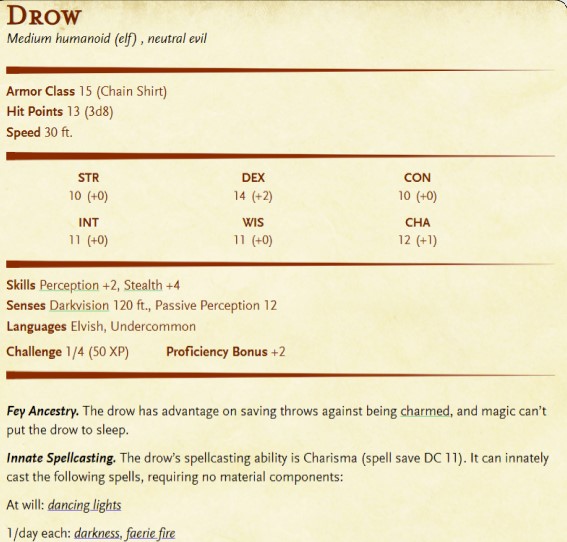 DROW
Medium humanoid (elf) , neutral evil
Armor Class 15 (Chain Shirt)
Hit Points 13 (3d8)
Speed 30 ft.
STR DEX CON
10 (+0) 14 (+2) 10 (+0)
INT WIS CHA
11 (+0) 11 (+0) 12 (+1)
Skills Perception +2, Stealth +4
Senses Darkvision 120 ft., Passive Perception 12
Languages Elvish, Undercommon
Challenge 1/4 (50 XP) Proficiency Bonus +2
Fey Ancestry. The drow has advantage on saving throws against being charmed, and magic can't
put the drow to sleep.
Innate Spellcasting. The drow's spellcasting ability is Charisma (spell save DC 11). It can innately
cast the following spells, requiring no material components:
At will: dancing lights
1/day each: darkness, faerie fire